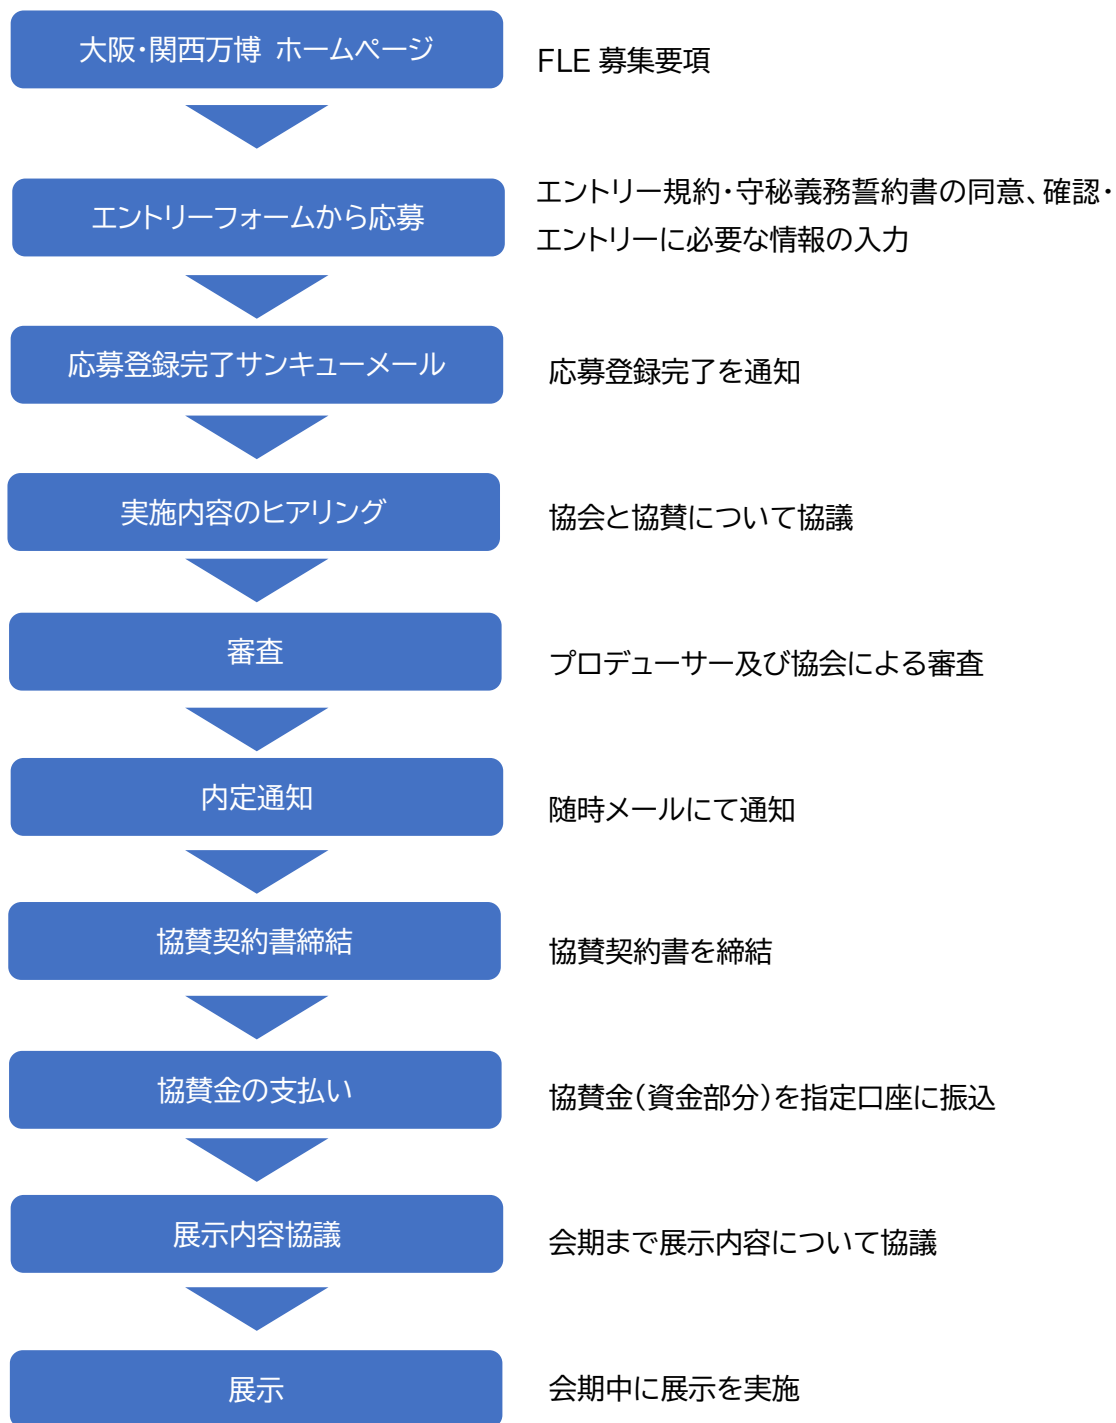 大阪・関西万博 ホームページ
FLE 募集要項
エントリーフォームから応募
エントリー規約・守秘義務誓約書の同意、確認・
エントリーに必要な情報の入力
応募登録完了サンキューメール
応募登録完了を通知
実施内容のヒアリング
協会と協賛について協議
審査
プロデューサー及び協会による審査
内定通知
随時メールにて通知
協賛契約書締結
協賛契約書を締結
協賛金の支払い
協賛金（資金部分）を指定口座に振込
展示内容協議
会期まで展示内容について協議
展示
会期中に展示を実施